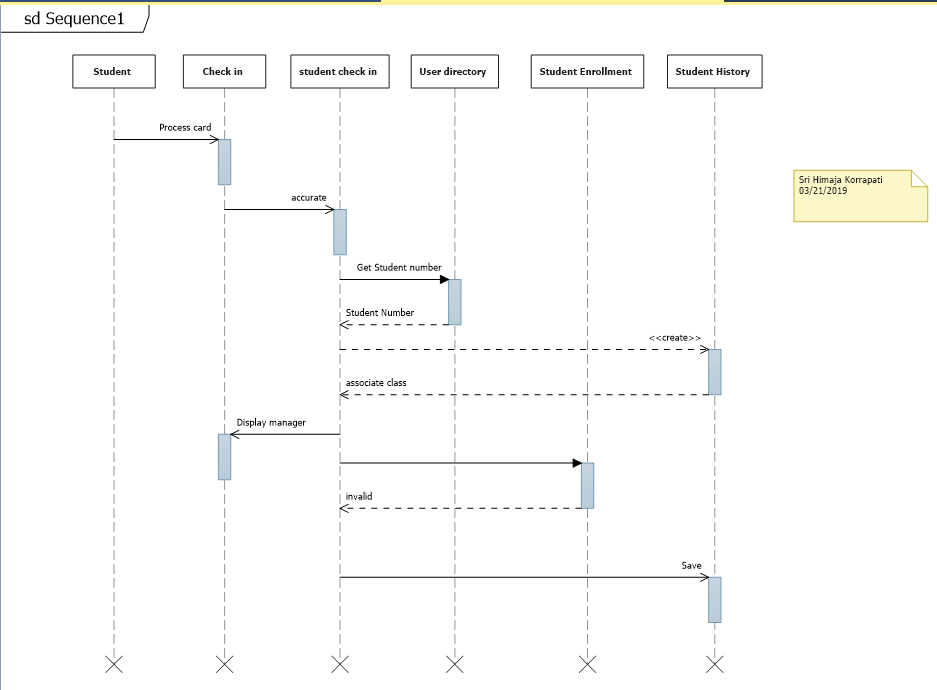 sd Sequence1
Student
Check in
student check in
User directory
Student Enrollment
Student History
Process card
Sri Himaja Korrapati
03/21/2019
accurate
Get Student number
Student Number
<<create>>
associate class
Display manager
invalid
Save